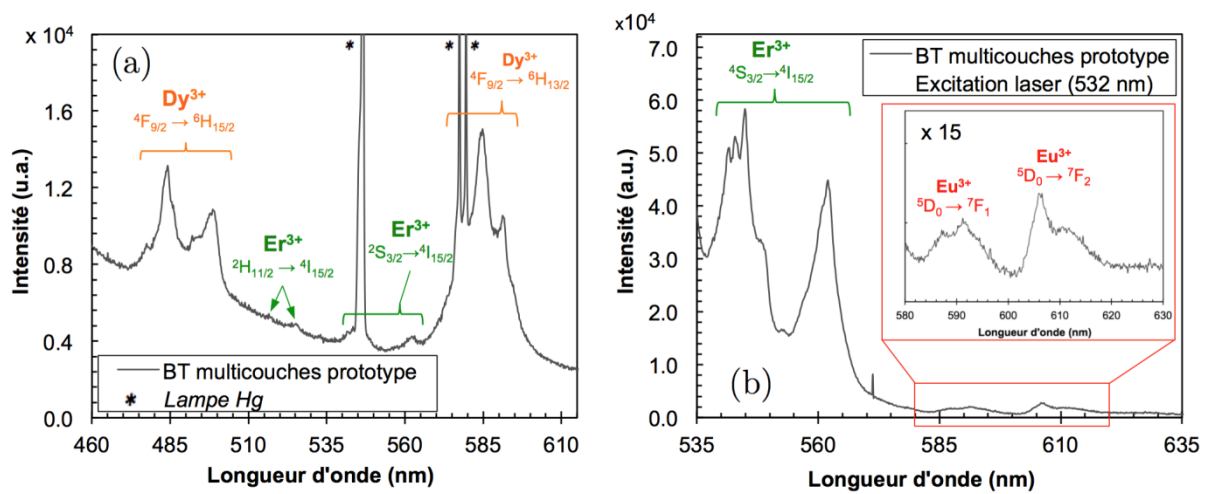 (a)
x 10⁴
2.0
1.6
1.2
0.8
0.4
0.0
Intensité (u.a.)
* * *
Dy³⁺
⁴F₉/₂ → ⁶H₁₅/₂
Dy³⁺
⁴F₉/₂ → ⁶H₁₃/₂
Er³⁺
²H₁₁/₂ → ⁴I₁₅/₂
Er³⁺
²S₃/₂→⁴I₁₅/₂
BT multicouches prototype
* Lampe Hg
460 485 510 535 560 585 610
Longueur d'onde (nm)
(b)
x10⁴
7.0
6.0
5.0
4.0
3.0
2.0
1.0
0.0
Intensité (a.u.)
Er³⁺
⁴S₃/₂→⁴I₁₅/₂
BT multicouches prototype
Excitation laser (532 nm)
x 15
Eu³⁺
⁵D₀→ ⁷F₁
Eu³⁺
⁵D₀→ ⁷F₂
580 590 600 610 620 630
Longueur d'onde (nm)
535 560 585 610 635
Longueur d'onde (nm)